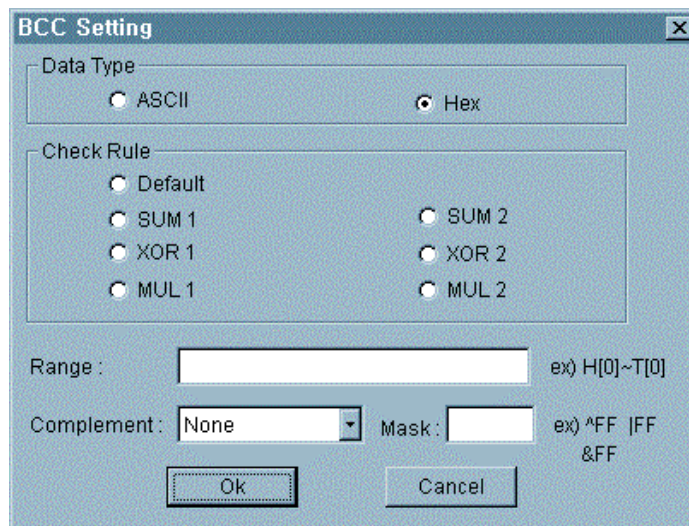 BCC Setting
Data Type
ASCII
Hex
Check Rule
Default
SUM 1
SUM 2
XOR 1
XOR 2
MUL 1
MUL 2
Range :
ex) H[0]~T[0]
Complement :
None
Mask :
ex) ^FF |FF
&FF
Ok
Cancel